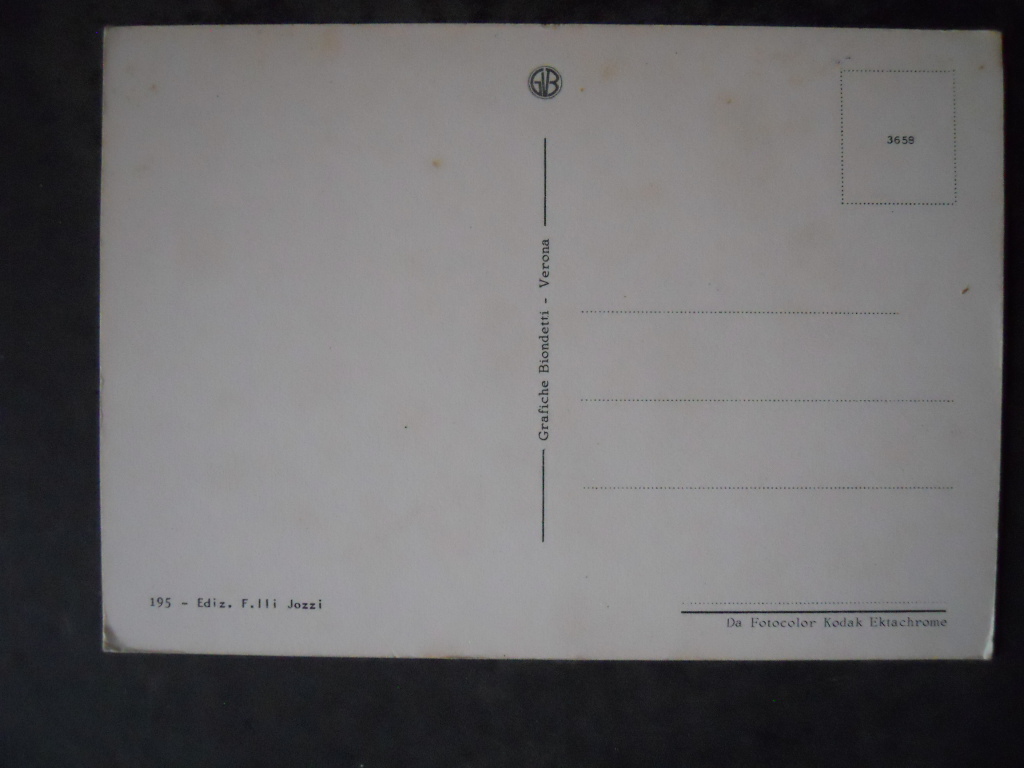 GB
3658
Grafiche Biondetti - Verona
195 - Ediz. F.lli Jozzi
Da Fotocolor Kodak Ektachrome